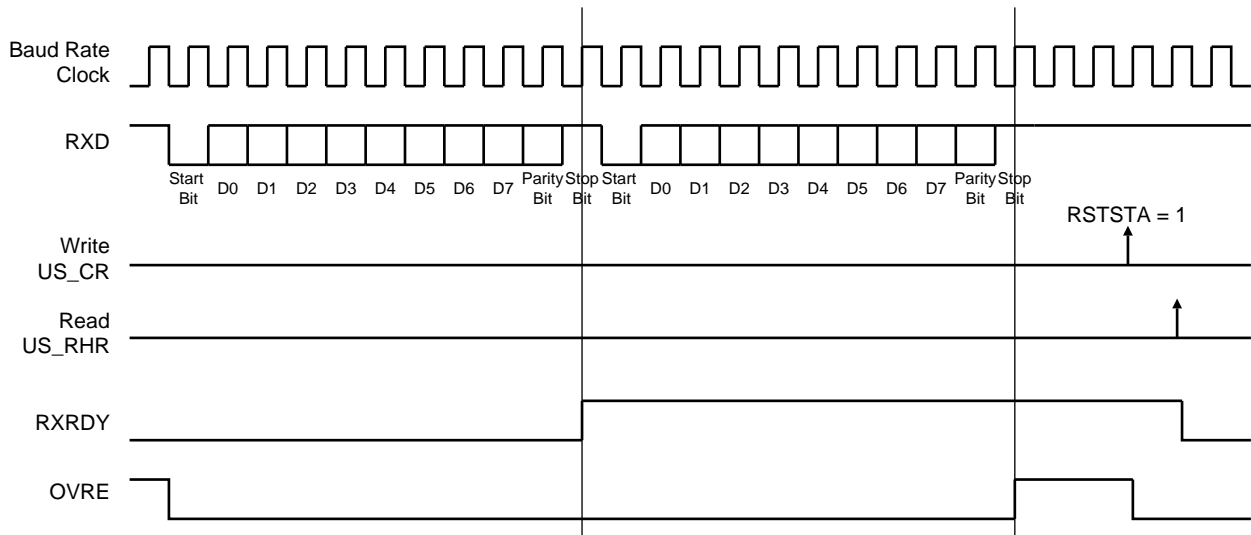 Baud Rate
Clock
RXD
Start
Bit
D0 D1 D2 D3 D4 D5 D6 D7
Parity
Bit
Stop
Bit
Start
Bit
D0 D1 D2 D3 D4 D5 D6 D7
Parity
Bit
Stop
Bit
RSTSTA = 1
Write
US_CR
Read
US_RHR
RXRDY
OVRE